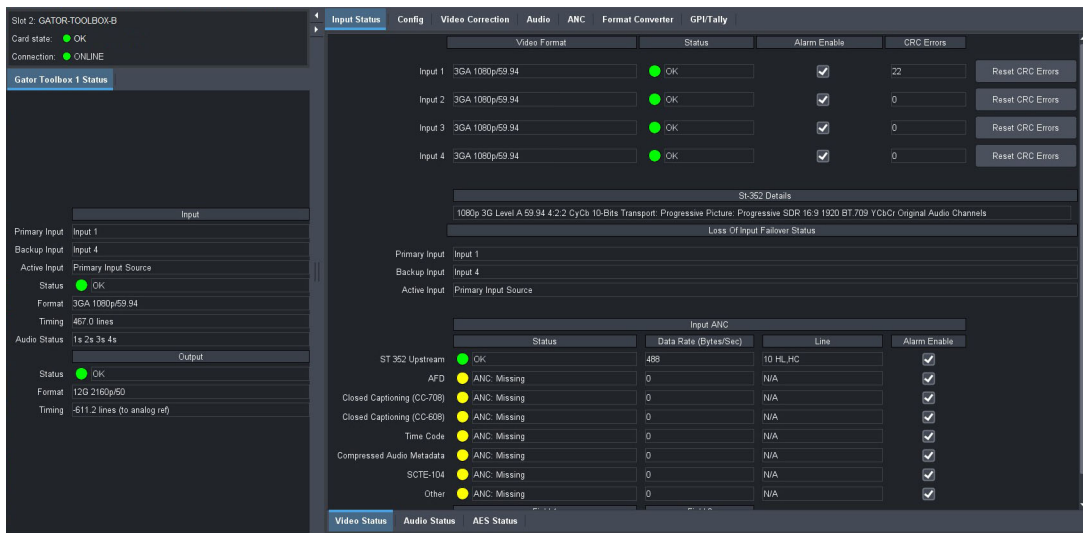 Slot 2: GATOR-TOOLBOX-B
Card state: OK
Connection: ONLINE
Gator Toolbox 1 Status
Input
Primary Input Input 1
Backup Input Input 4
Active Input Primary Input Source
Status OK
Format 3GA 1080p/59.94
Timing 467.0 lines
Audio Status 1s 2s 3s 4s
Output
Status OK
Format 12G 2160p/50
Timing -611.2 lines (to analog ref)
Input Status Config Video Correction Audio ANC Format Converter GPI/Tally
Video Format Status Alarm Enable CRC Errors
Input 1 3GA 1080p/59.94 OK 22 Reset CRC Errors
Input 2 3GA 1080p/59.94 OK 0 Reset CRC Errors
Input 3 3GA 1080p/59.94 OK 0 Reset CRC Errors
Input 4 3GA 1080p/59.94 OK 0 Reset CRC Errors
St-352 Details
1080p 3G Level A 59.94 4:2:2 CyCb 10-Bits Transport: Progressive Picture: Progressive SDR 16:9 1920 BT.709 YCbCr Original Audio Channels
Loss Of Input Failover Status
Primary Input Input 1
Backup Input Input 4
Active Input Primary Input Source
Input ANC
Status Data Rate (Bytes/Sec) Line Alarm Enable
ST 352 Upstream OK 488 10 HL,HC
AFD ANC: Missing 0 N/A
Closed Captioning (CC-708) ANC: Missing 0 N/A
Closed Captioning (CC-608) ANC: Missing 0 N/A
Time Code ANC: Missing 0 N/A
Compressed Audio Metadata ANC: Missing 0 N/A
SCTE-104 ANC: Missing 0 N/A
Other ANC: Missing 0 N/A
Video Status Audio Status AES Status